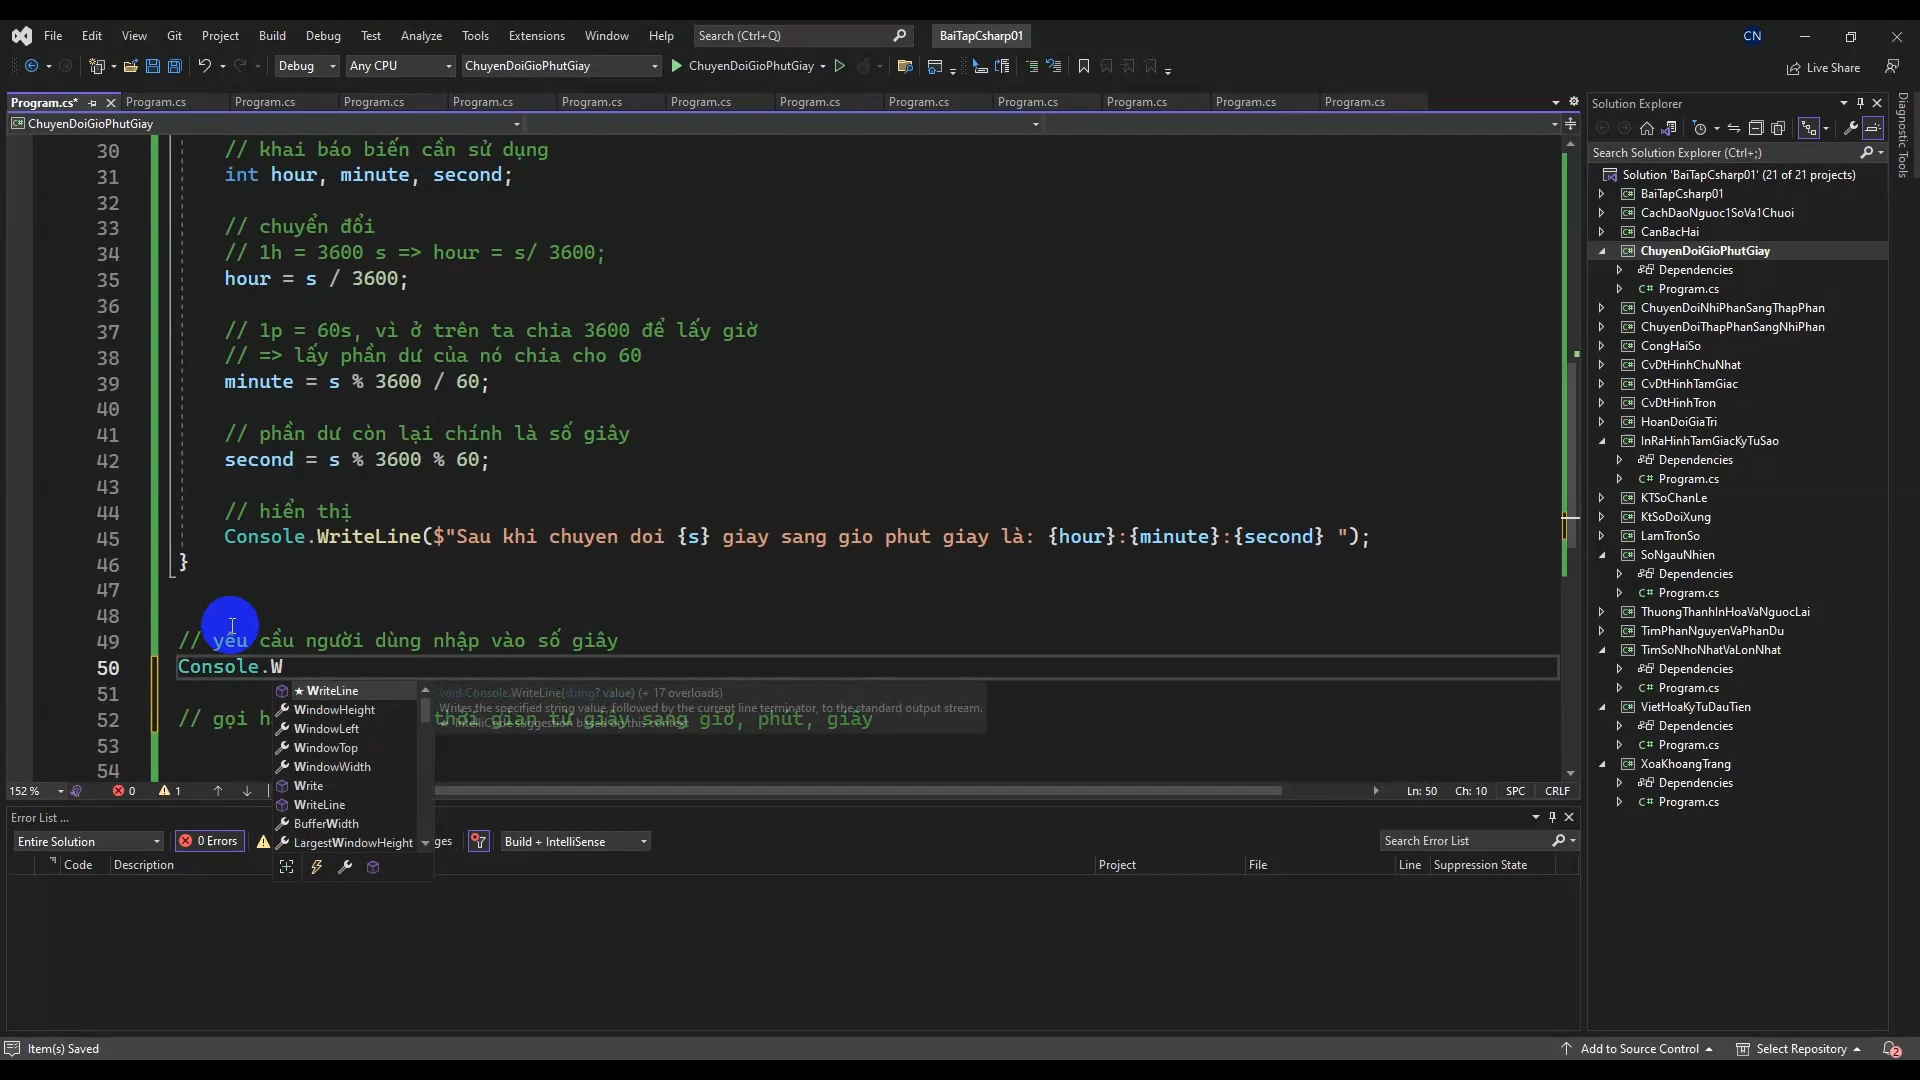 File Edit View Git Project Build Debug Test Analyze Tools Extensions Window Help Search (Ctrl+Q) BaiTapCsharp01 CN
Debug Any CPU ChuyenDoiGioPhutGiay ChuyenDoiGioPhutGiay Live Share
Program.cs* Program.cs Program.cs Program.cs Program.cs Program.cs Program.cs Program.cs Program.cs Program.cs Program.cs Program.cs Program.cs
ChuyenDoiGioPhutGiay
30 // khai báo biến cần sử dụng
31 int hour, minute, second;
32
33 // chuyển đổi
34 // 1h = 3600 s => hour = s/ 3600;
35 hour = s / 3600;
36
37 // 1p = 60s, vì ở trên ta chia 3600 để lấy giờ
38 // => lấy phần dư của nó chia cho 60
39 minute = s % 3600 / 60;
40
41 // phần dư còn lại chính là số giây
42 second = s % 3600 % 60;
43
44 // hiển thị
45 Console.WriteLine($"Sau khi chuyen doi {s} giay sang gio phut giay là: {hour}:{minute}:{second} ");
46 }
47
48
49 // yêu cầu người dùng nhập vào số giây
50 Console.W
51
52 // gọi h thời gian từ giây sang giờ, phút, giây
53
54
★ WriteLine
WindowHeight
WindowLeft
WindowTop
WindowWidth
Write
WriteLine
BufferWidth
LargestWindowHeight
void Console.WriteLine(string? value) (+ 17 overloads)
Writes the specified string value, followed by the current line terminator, to the standard output stream.
★ IntelliCode suggestion based on this context
152 % 0 1 Ln: 50 Ch: 10 SPC CRLF
Error List ...
Entire Solution 0 Errors ges Build + IntelliSense Search Error List
Code Description Project File Line Suppression State
Item(s) Saved Add to Source Control Select Repository 2
Solution Explorer
Search Solution Explorer (Ctrl+;)
Solution 'BaiTapCsharp01' (21 of 21 projects)
BaiTapCsharp01
CachDaoNguoc1SoVa1Chuoi
CanBacHai
ChuyenDoiGioPhutGiay
Dependencies
C# Program.cs
ChuyenDoiNhiPhanSangThapPhan
ChuyenDoiThapPhanSangNhiPhan
CongHaiSo
CvDtHinhChuNhat
CvDtHinhTamGiac
CvDtHinhTron
HoanDoiGiaTri
InRaHinhTamGiacKyTuSao
Dependencies
C# Program.cs
KTSoChanLe
KtSoDoiXung
LamTronSo
SoNgauNhien
Dependencies
C# Program.cs
ThuongThanhInHoaVaNguocLai
TimPhanNguyenVaPhanDu
TimSoNhoNhatVaLonNhat
Dependencies
C# Program.cs
VietHoaKyTuDauTien
Dependencies
C# Program.cs
XoaKhoangTrang
Dependencies
C# Program.cs
Diagnostic Tools